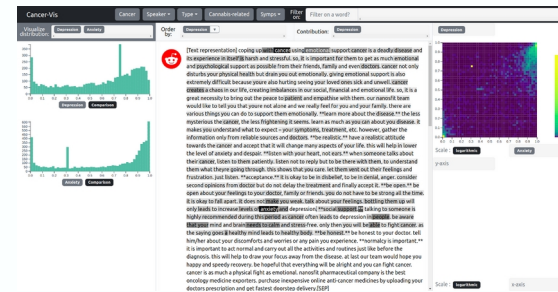 Cancer-Vis
Cancer
Speaker
Type
Cannabis-related
Symps
Filter on:
Filter on a word?
Visualize distribution:
Depression
Anxiety
Order by:
Depression
Contribution:
Depression
Depression
Comparison
Anxiety
Comparison
[Text representation] coping up with cancer using emotional support cancer is a deadly disease and
its experience in itself is harsh and stressful. so, it is important for them to get as much emotional
and psychological support as possible from their friends, family and even doctors. cancer not only
disturbs your physical health but drain you out emotionally. giving emotional support is also
extremely difficult because youre also hurting seeing your loved ones sick and unwell. cancer
creates a chaos in our life, creating imbalances in our social, financial and emotional life. so, it is a
great necessity to bring out the peace to patient and empathise with them. our nanosfit team
would like to tell you that youre not alone and we really feel for you and your family. there are
various things you can do to support them emotionally. **learn more about the disease.** the less
mysterious the cancer, the less frightening it seems. learn as much as you can about you disease. it
makes you understand what to expect – your symptoms, treatment, etc. however, gather the
information only from reliable sources and doctors. **be realistic.** have a realistic attitude
towards the cancer and accept that it will change many aspects of your life. this will help in lower
the level of anxiety and despair. **listen with your heart, not ears.** when someone talks about
their cancer, listen to them patiently. listen not to reply but to be there with them, to understand
them what theyre going through. this shows that you care. let them vent out their feelings and
frustration. just listen. **acceptance.** it is okay to be in disbelief, to be in denial, anger. consider
second opinions from doctor but do not delay the treatment and finally accept it. **be open.** be
open about your feelings to your doctor, family or friends. you do not have to be strong all the time.
it is okay to fall apart. it does not make you weak. talk about your feelings. bottling them up will
only leads to increase levels of anxiety and depression. **social support.** talking to someone is
highly recommended during this period as cancer often leads to depression in people. be aware
that your mind and brain needs to calm and stress-free. only then you will be able to fight cancer. as
the saying goes a healthy mind leads to healthy body. **be honest.** be honest to your doctor. tell
him/her about your discomforts and worries or any pain you experience. **normalcy is important.**
it is important to act normal and carry out all the activities and routines just like before the
diagnosis. this will help to draw your focus away from the disease. at last our team would hope you
happy and speedy recovery. be hopeful that everything will be alright and you can fight cancer.
cancer is as much a physical fight as emotional. nanosfit pharmaceutical company is the best
oncology medicine exporters. purchase inexpensive online anti-cancer medicines by uploading your
doctors prescription and get fastest doorstep delivery.[SEP]
Depression
Scale :
logarithmic
Anxiety
y-axis
Scale :
logarithmic
x-axis